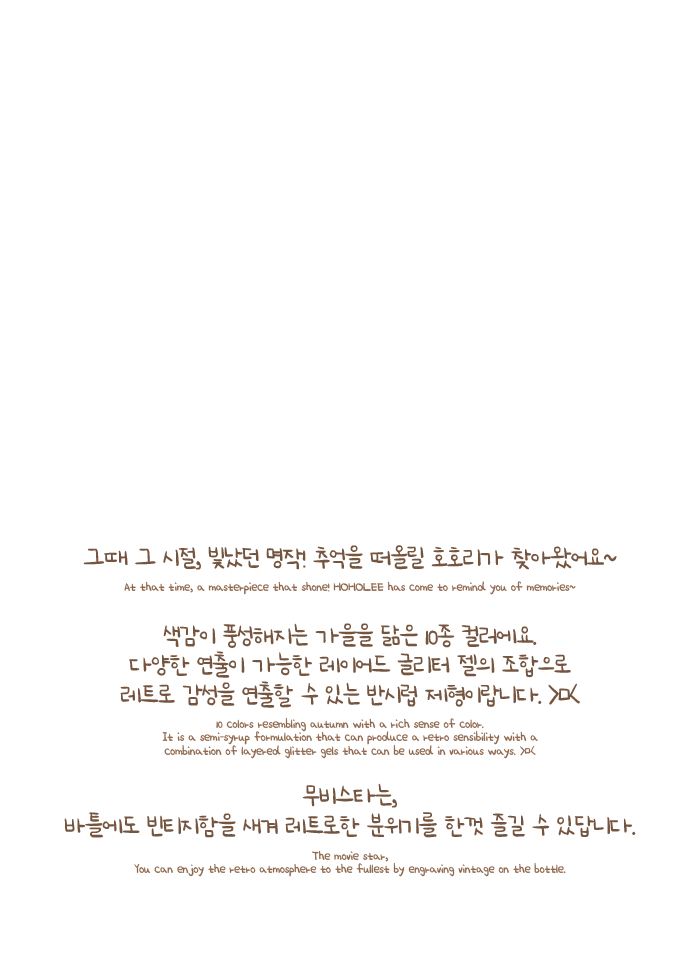 그때 그 시절, 빛났던 명작! 추억을 떠올릴 호호리가 찾아왔어요~
At that time, a masterpiece that shone! HOHOLEE has come to remind you of memories~
색감이 풍성해지는 가을을 닮은 10종 컬러에요.
다양한 연출이 가능한 레이어드 글리터 젤의 조합으로
레트로 감성을 연출할 수 있는 반시럽 제형이랍니다. >ㅁ<
10 colors resembling autumn with a rich sense of color.
It is a semi-syrup formulation that can produce a retro sensibility with a
combination of layered glitter gels that can be used in various ways. >ㅁ<
무비스타는,
바틀에도 빈티지함을 새겨 레트로한 분위기를 한껏 즐길 수 있답니다.
The movie star,
You can enjoy the retro atmosphere to the fullest by engraving vintage on the bottle.